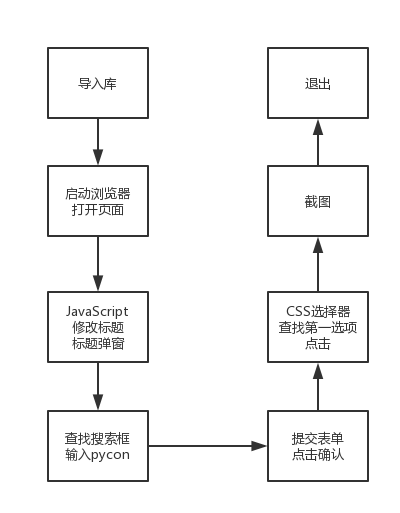 导入库
启动浏览器
打开页面
JavaScript
修改标题
标题弹窗
查找搜索框
输入pycon
提交表单
点击确认
CSS选择器
查找第一选项
点击
截图
退出